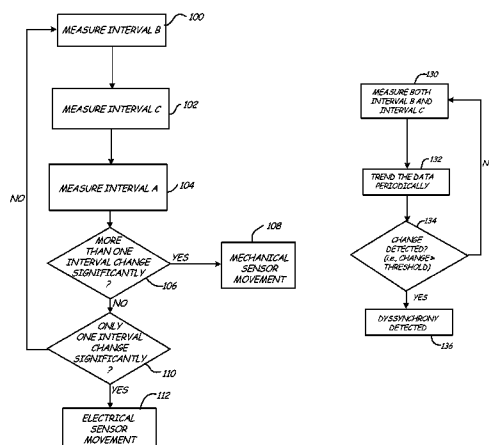 100
MEASURE INTERVAL B
MEASURE INTERVAL C
102
MEASURE INTERVAL A
104
NO
MORE
THAN ONE
INTERVAL CHANGE
SIGNIFICANTLY
?
106
YES
108
MECHANICAL
SENSOR
MOVEMENT
NO
ONLY
ONE INTERVAL
CHANGE
SIGNIFICANTLY
?
110
YES
112
ELECTRICAL
SENSOR
MOVEMENT
130
MEASURE BOTH
INTERVAL B AND
INTERVAL C
132
TREND THE DATA
PERIODICALLY
134
CHANGE
DETECTED?
(i.e., CHANGE>
THRESHOLD)
YES
DYSSYNCHRONY
DETECTED
136